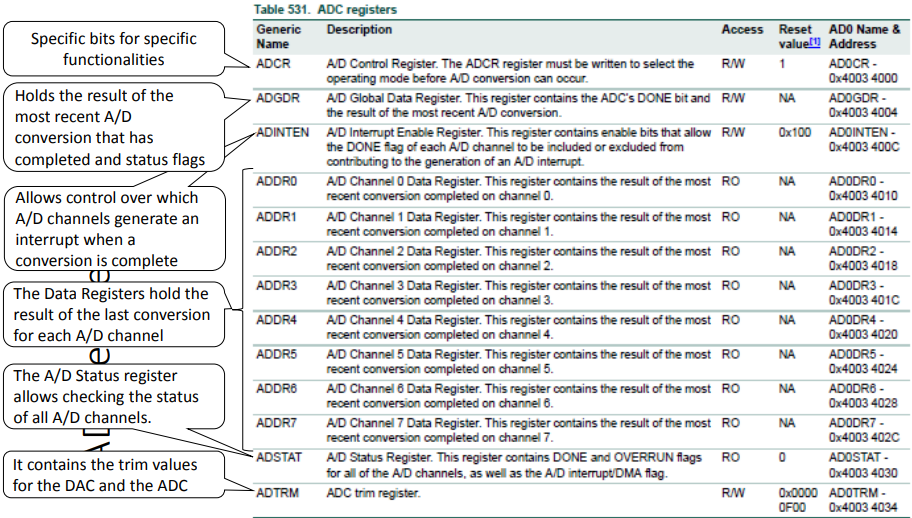 Table 531. ADC registers
Generic Name Description Access Reset value[1] AD0 Name & Address
ADCR A/D Control Register. The ADCR register must be written to select the R/W 1 AD0CR -
operating mode before A/D conversion can occur. 0x4003 4000
ADGDR A/D Global Data Register. This register contains the ADC's DONE bit and R/W NA AD0GDR -
the result of the most recent A/D conversion. 0x4003 4004
ADINTEN A/D Interrupt Enable Register. This register contains enable bits that allow R/W 0x100 AD0INTEN -
the DONE flag of each A/D channel to be included or excluded from 0x4003 400C
contributing to the generation of an A/D interrupt.
ADDR0 A/D Channel 0 Data Register. This register contains the result of the most RO NA AD0DR0 -
recent conversion completed on channel 0. 0x4003 4010
ADDR1 A/D Channel 1 Data Register. This register contains the result of the most RO NA AD0DR1 -
recent conversion completed on channel 1. 0x4003 4014
ADDR2 A/D Channel 2 Data Register. This register contains the result of the most RO NA AD0DR2 -
recent conversion completed on channel 2. 0x4003 4018
ADDR3 A/D Channel 3 Data Register. This register contains the result of the most RO NA AD0DR3 -
recent conversion completed on channel 3. 0x4003 401C
ADDR4 A/D Channel 4 Data Register. This register contains the result of the most RO NA AD0DR4 -
recent conversion completed on channel 4. 0x4003 4020
ADDR5 A/D Channel 5 Data Register. This register contains the result of the most RO NA AD0DR5 -
recent conversion completed on channel 5. 0x4003 4024
ADDR6 A/D Channel 6 Data Register. This register contains the result of the most RO NA AD0DR6 -
recent conversion completed on channel 6. 0x4003 4028
ADDR7 A/D Channel 7 Data Register. This register contains the result of the most RO NA AD0DR7 -
recent conversion completed on channel 7. 0x4003 402C
ADSTAT A/D Status Register. This register contains DONE and OVERRUN flags RO 0 AD0STAT -
for all of the A/D channels, as well as the A/D interrupt/DMA flag. 0x4003 4030
ADTRM ADC trim register. R/W 0x0000 AD0TRM -
0F00 0x4003 4034
Specific bits for specific
functionalities
Holds the result of the
most recent A/D
conversion that has
completed and status flags
Allows control over which
A/D channels generate an
interrupt when a
conversion is complete
The Data Registers hold the
result of the last conversion
for each A/D channel
The A/D Status register
allows checking the status
of all A/D channels.
It contains the trim values
for the DAC and the ADC